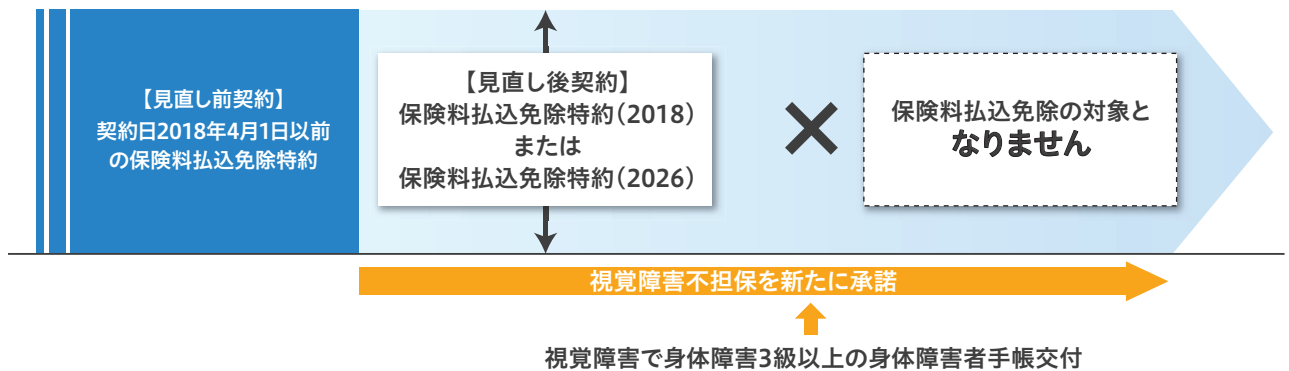 【見直し前契約】
契約日2018年4月1日以前
の保険料払込免除特約
【見直し後契約】
保険料払込免除特約(2018)
または
保険料払込免除特約(2026)
保険料払込免除の対象と
なりません
視覚障害不担保を新たに承諾
視覚障害で身体障害3級以上の身体障害者手帳交付